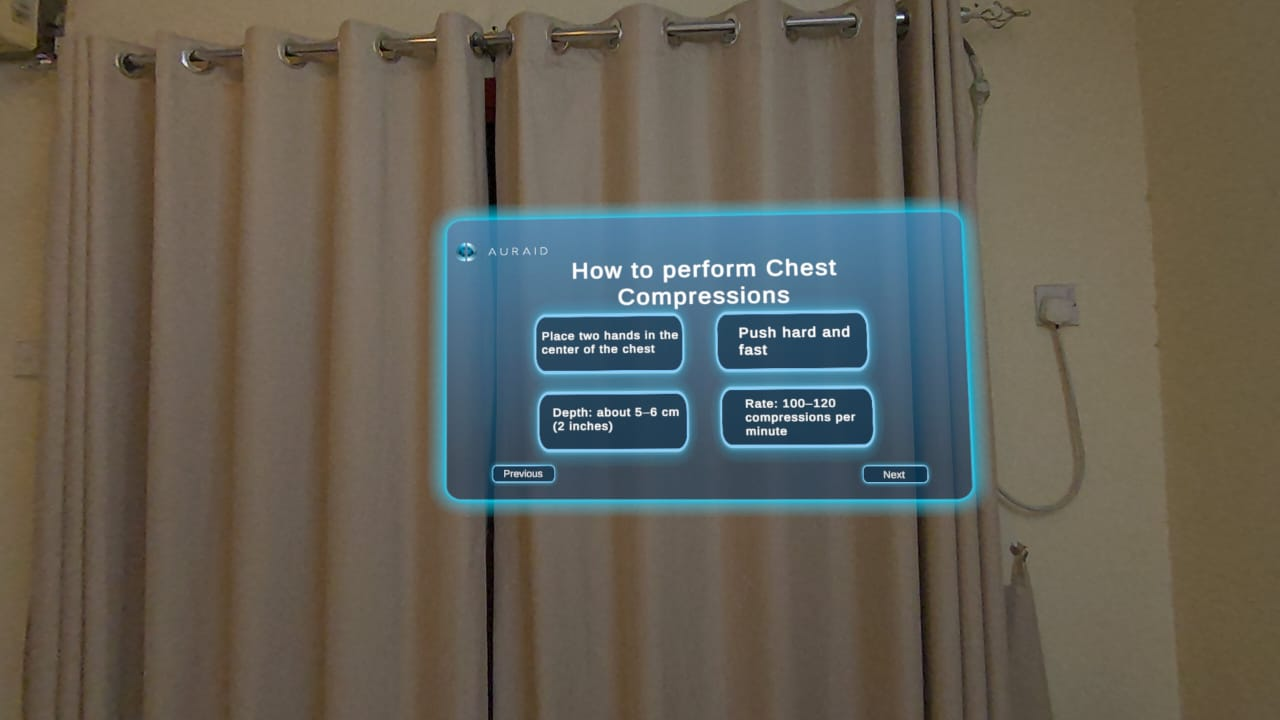 AURAID
How to perform Chest
Compressions
Place two hands in the
center of the chest
Push hard and
fast
Depth: about 5–6 cm
(2 inches)
Rate: 100–120
compressions per
minute
Previous
Next